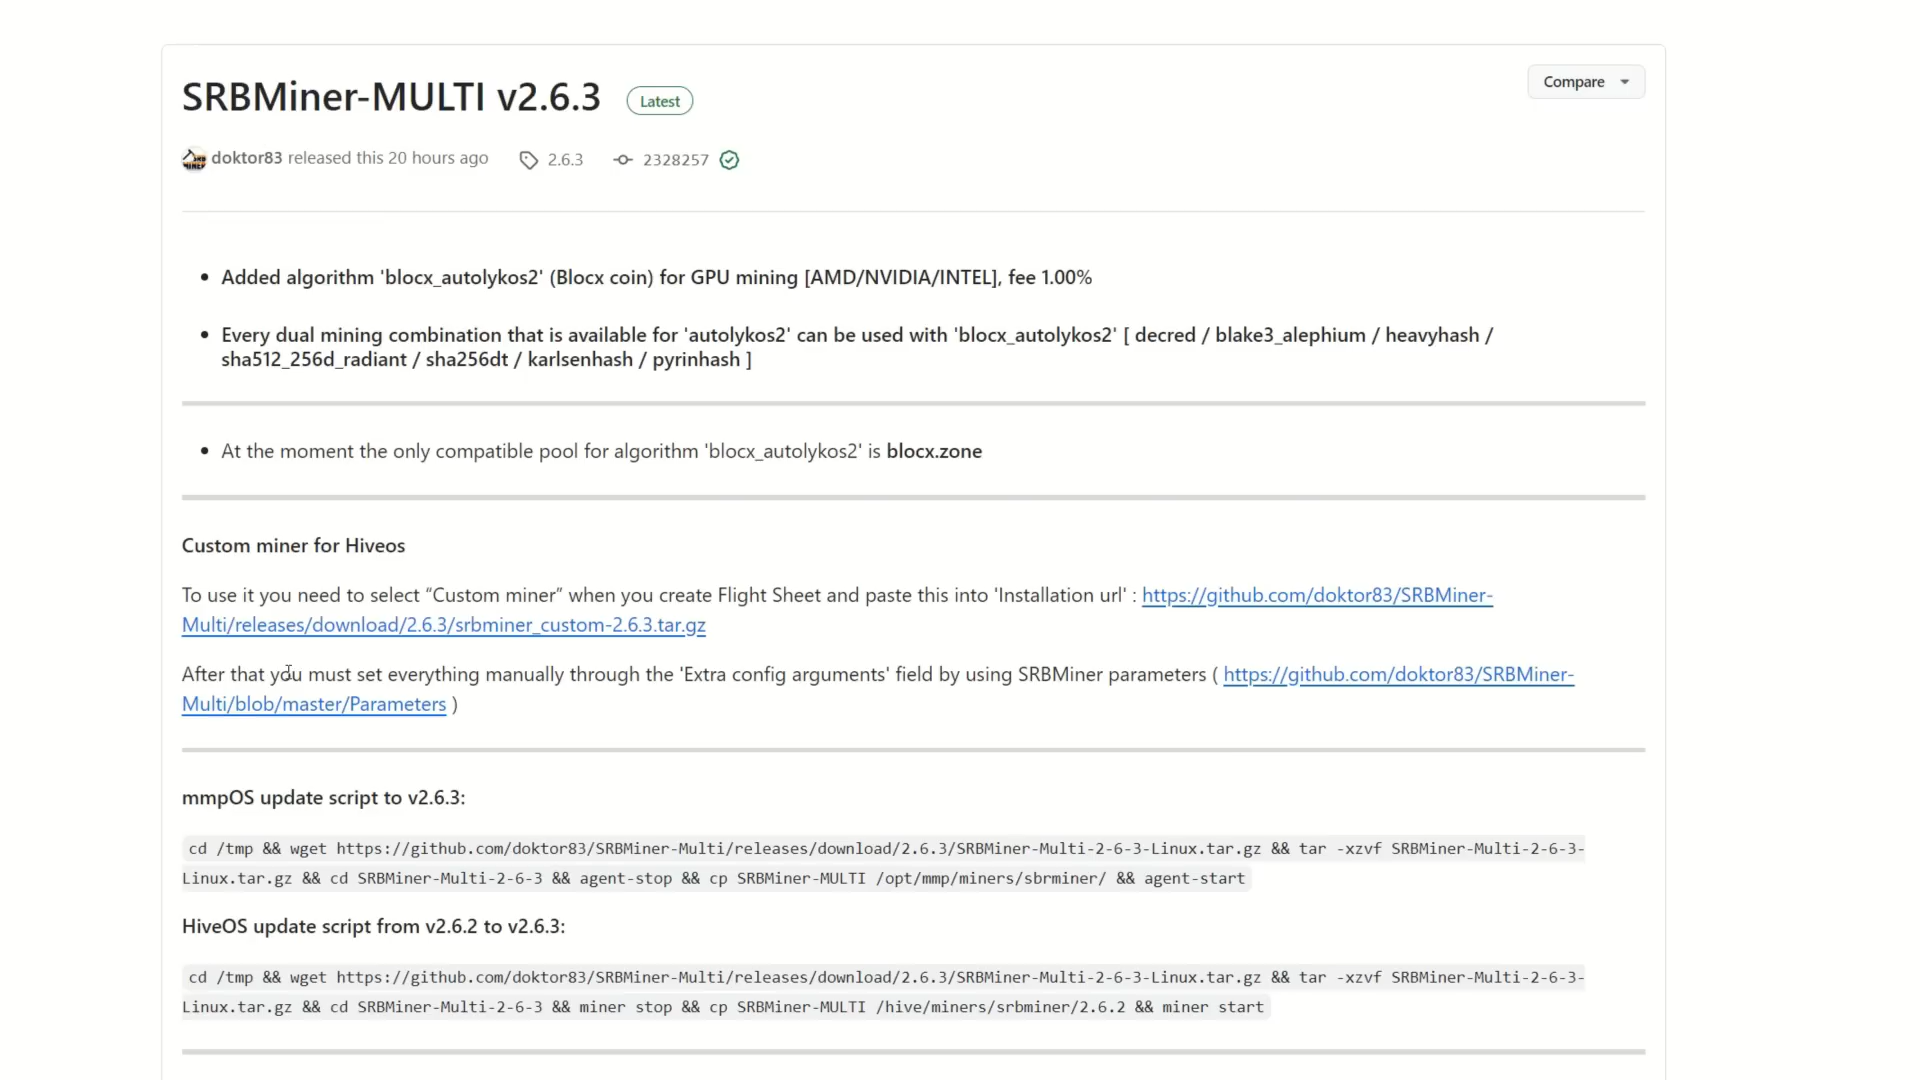 SRBMiner-MULTI v2.6.3 Latest
Compare
doktor83 released this 20 hours ago 2.6.3 2328257
Added algorithm 'blocx_autolykos2' (Blocx coin) for GPU mining [AMD/NVIDIA/INTEL], fee 1.00%
Every dual mining combination that is available for 'autolykos2' can be used with 'blocx_autolykos2' [ decred / blake3_alephium / heavyhash /
sha512_256d_radiant / sha256dt / karlsenhash / pyrinhash ]
At the moment the only compatible pool for algorithm 'blocx_autolykos2' is blocx.zone
Custom miner for Hiveos
To use it you need to select “Custom miner” when you create Flight Sheet and paste this into 'Installation url' : https://github.com/doktor83/SRBMiner-
Multi/releases/download/2.6.3/srbminer_custom-2.6.3.tar.gz
After that you must set everything manually through the 'Extra config arguments' field by using SRBMiner parameters ( https://github.com/doktor83/SRBMiner-
Multi/blob/master/Parameters )
mmpOS update script to v2.6.3:
cd /tmp && wget https://github.com/doktor83/SRBMiner-Multi/releases/download/2.6.3/SRBMiner-Multi-2-6-3-Linux.tar.gz && tar -xzvf SRBMiner-Multi-2-6-3-
Linux.tar.gz && cd SRBMiner-Multi-2-6-3 && agent-stop && cp SRBMiner-MULTI /opt/mmp/miners/sbrminer/ && agent-start
HiveOS update script from v2.6.2 to v2.6.3:
cd /tmp && wget https://github.com/doktor83/SRBMiner-Multi/releases/download/2.6.3/SRBMiner-Multi-2-6-3-Linux.tar.gz && tar -xzvf SRBMiner-Multi-2-6-3-
Linux.tar.gz && cd SRBMiner-Multi-2-6-3 && miner stop && cp SRBMiner-MULTI /hive/miners/srbminer/2.6.2 && miner start